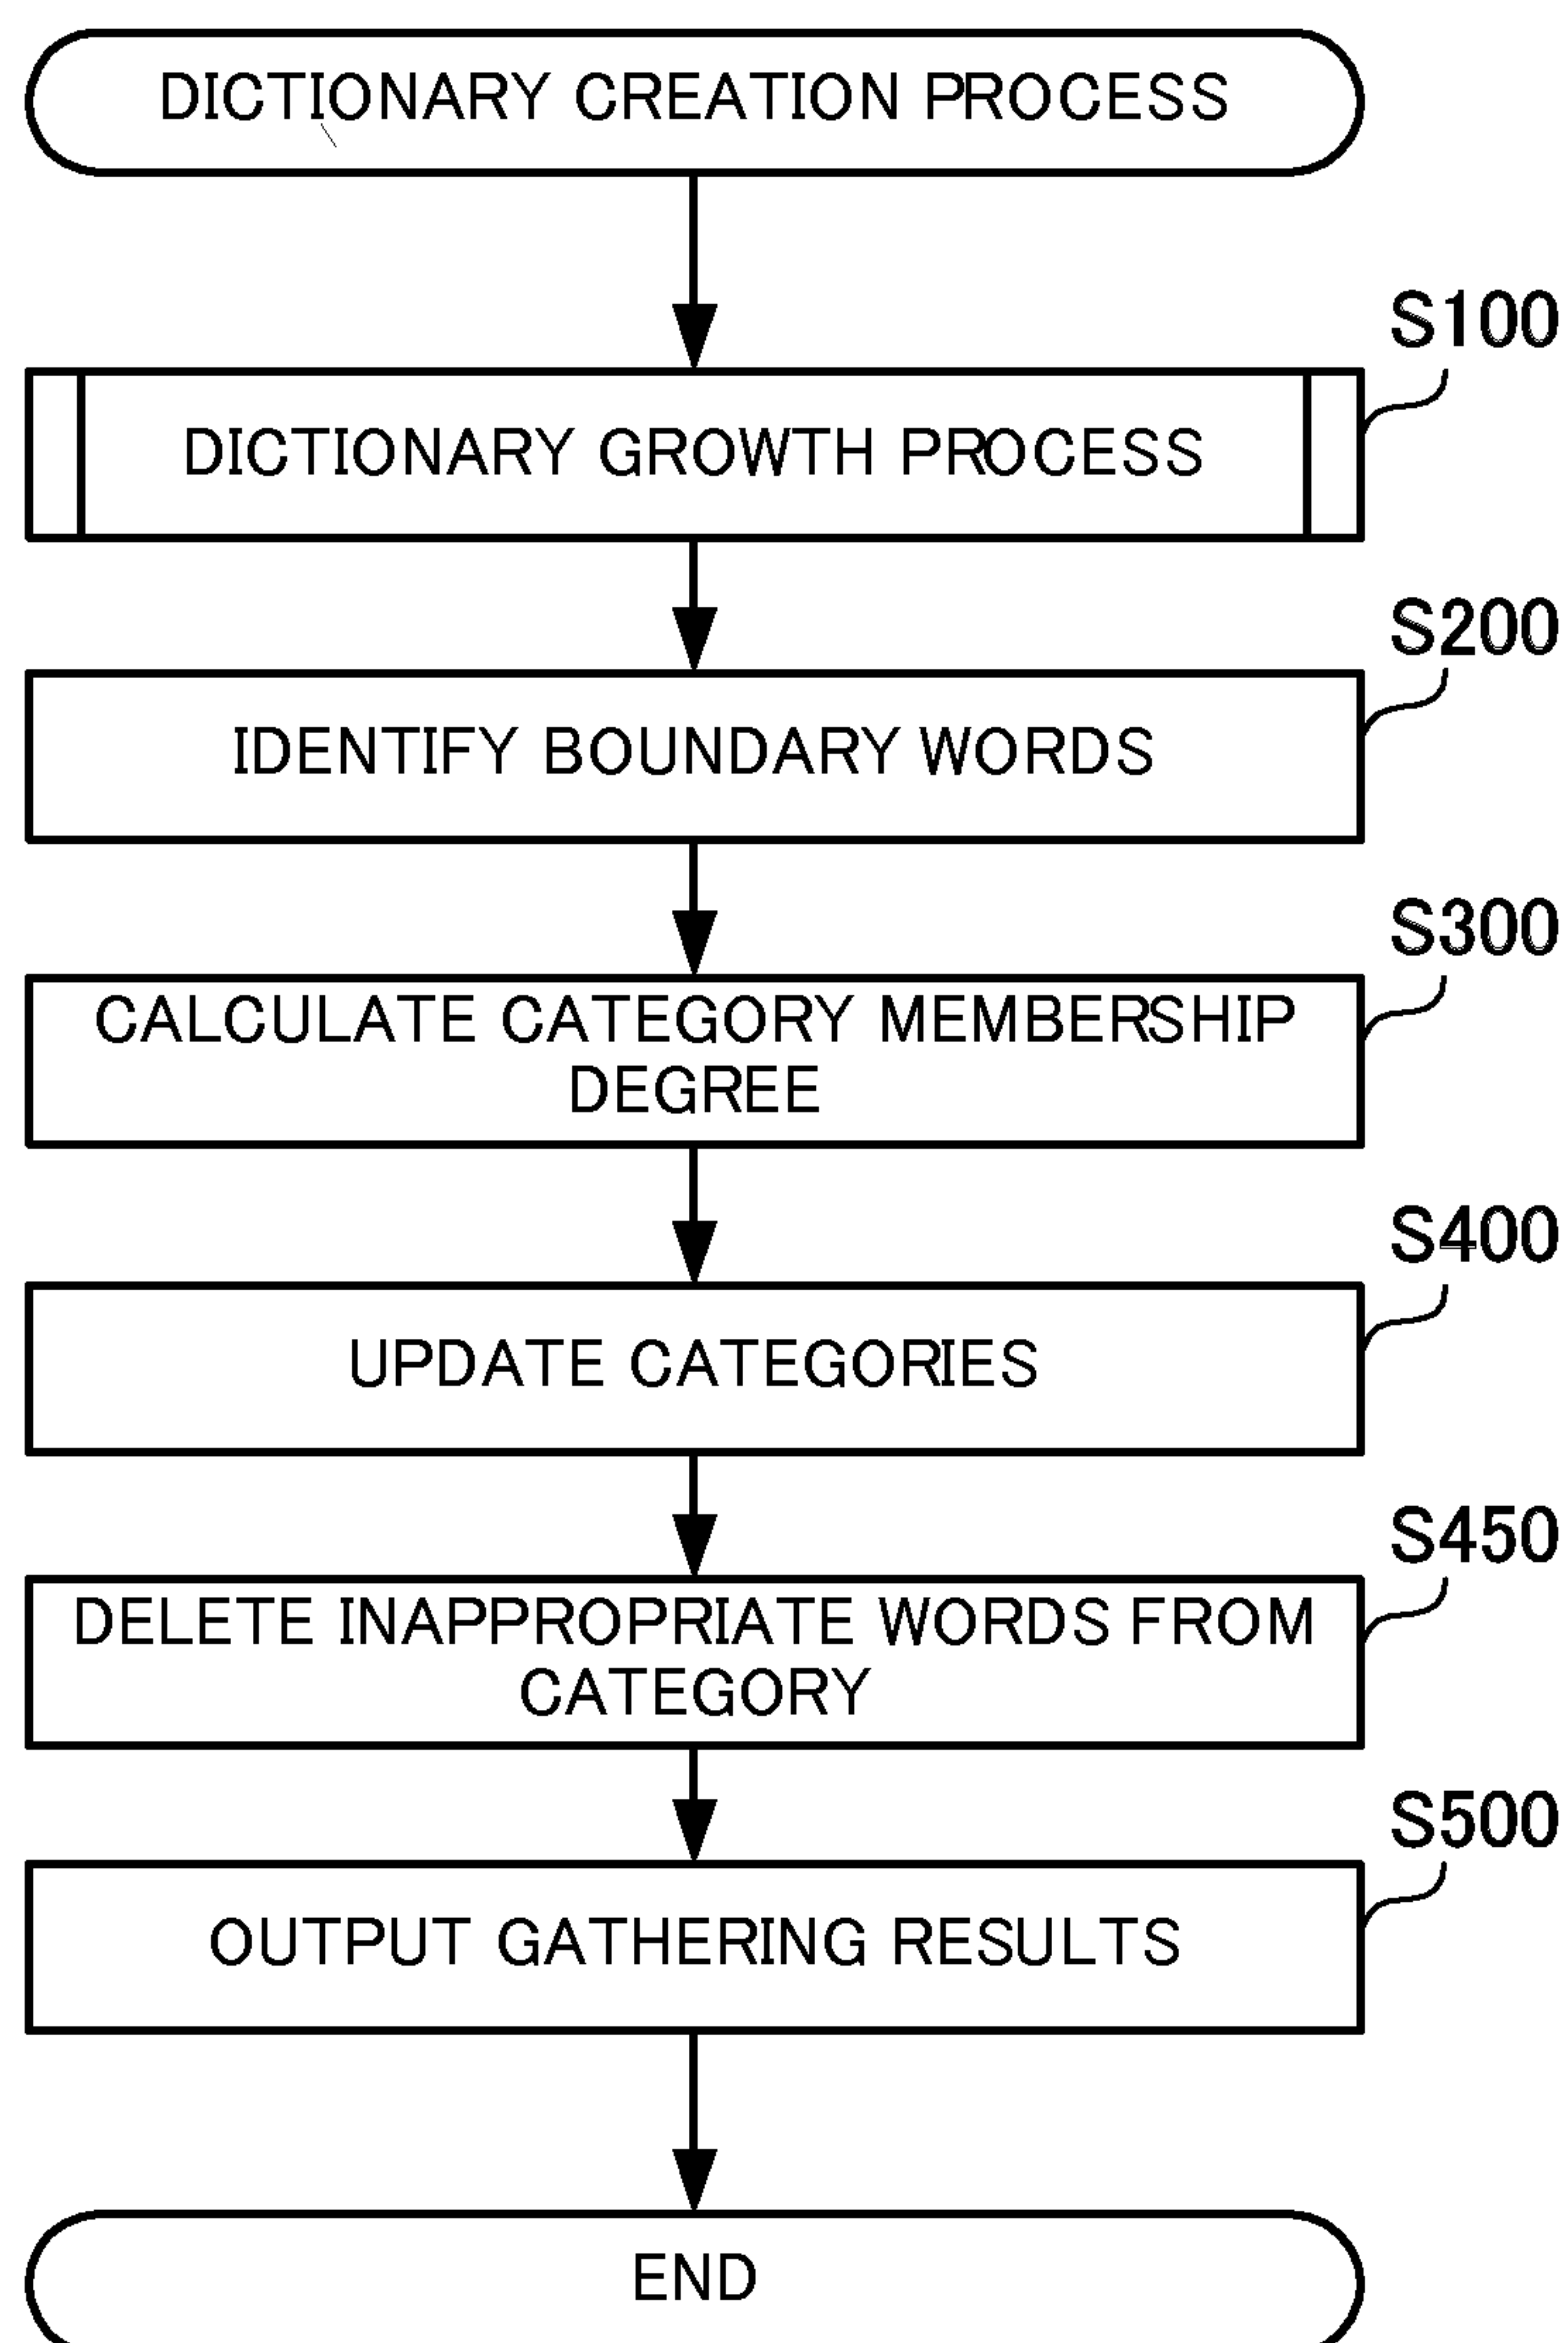 DICTIONARY CREATION PROCESS
S100
DICTIONARY GROWTH PROCESS
S200
IDENTIFY BOUNDARY WORDS
S300
CALCULATE CATEGORY MEMBERSHIP
DEGREE
S400
UPDATE CATEGORIES
S450
DELETE INAPPROPRIATE WORDS FROM
CATEGORY
S500
OUTPUT GATHERING RESULTS
END